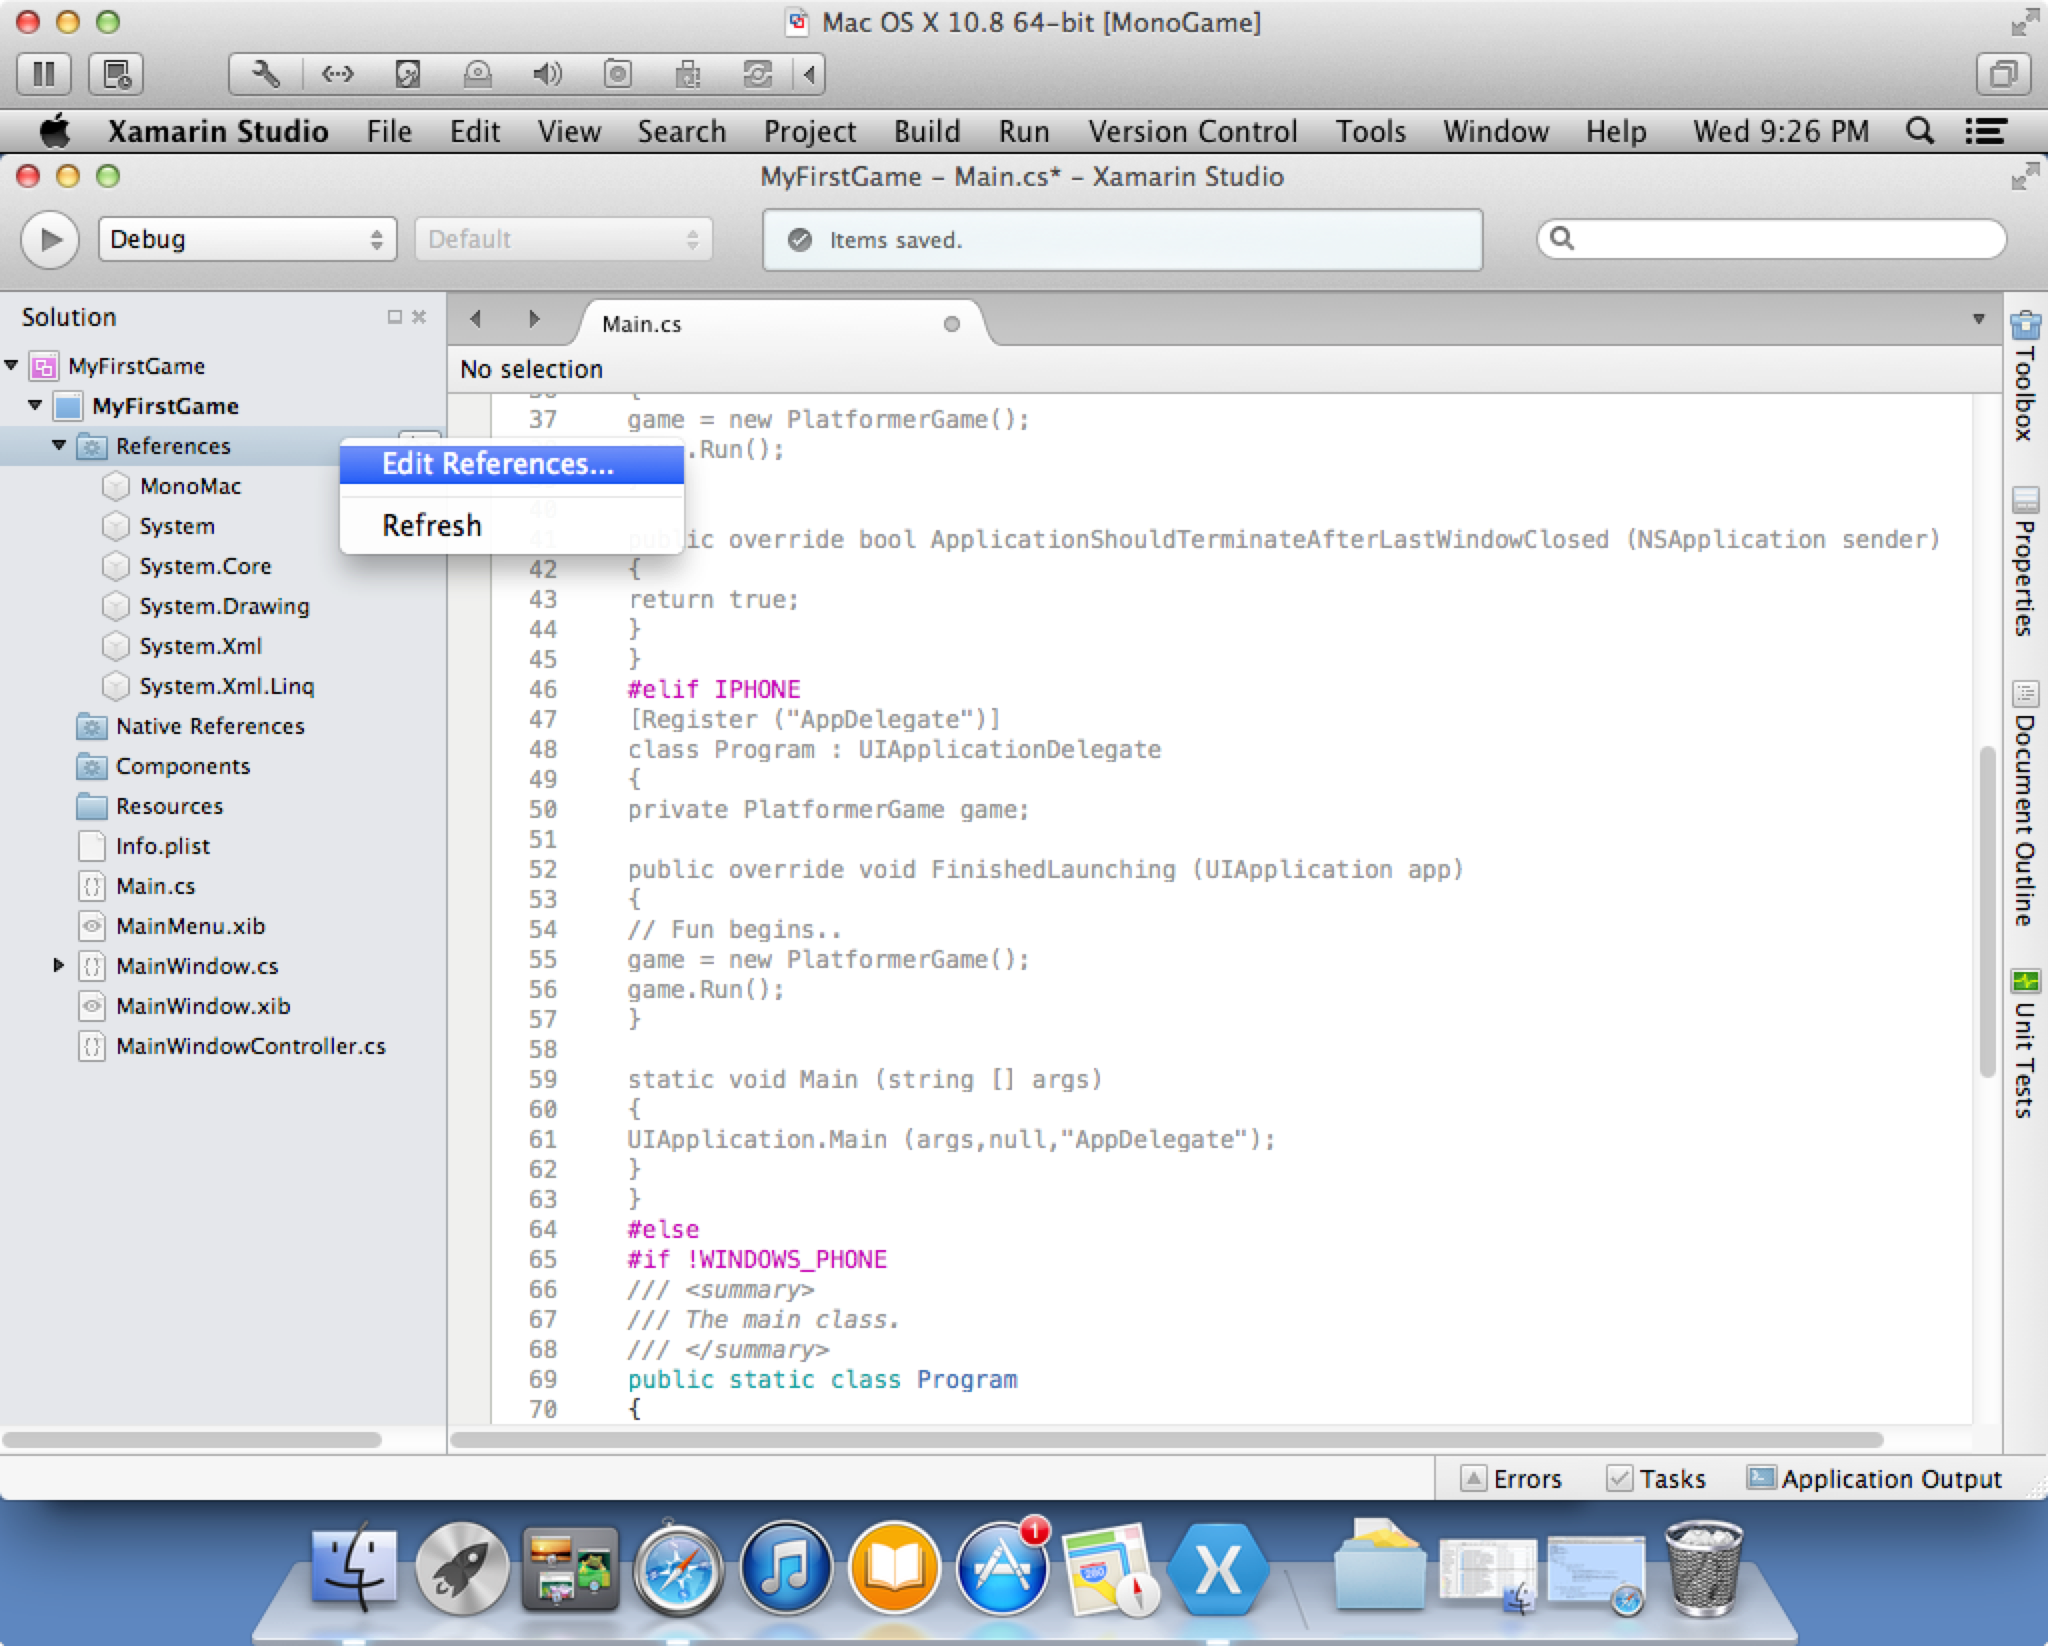 Mac OS X 10.8 64-bit [MonoGame]
Xamarin Studio File Edit View Search Project Build Run Version Control Tools Window Help Wed 9:26 PM
MyFirstGame – Main.cs* – Xamarin Studio
Debug
Default
Items saved.
Solution
MyFirstGame
MyFirstGame
References
MonoMac
System
System.Core
System.Drawing
System.Xml
System.Xml.Linq
Native References
Components
Resources
Info.plist
Main.cs
MainMenu.xib
MainWindow.cs
MainWindow.xib
MainWindowController.cs
Edit References...
Refresh
Main.cs
No selection
37 game = new PlatformerGame();
.Run();
40
41 public override bool ApplicationShouldTerminateAfterLastWindowClosed (NSApplication sender)
42 {
43 return true;
44 }
45 }
46 #elif IPHONE
47 [Register ("AppDelegate")]
48 class Program : UIApplicationDelegate
49 {
50 private PlatformerGame game;
51
52 public override void FinishedLaunching (UIApplication app)
53 {
54 // Fun begins..
55 game = new PlatformerGame();
56 game.Run();
57 }
58
59 static void Main (string [] args)
60 {
61 UIApplication.Main (args,null,"AppDelegate");
62 }
63 }
64 #else
65 #if !WINDOWS_PHONE
66 /// <summary>
67 /// The main class.
68 /// </summary>
69 public static class Program
70 {
Toolbox
Properties
Document Outline
Unit Tests
Errors
Tasks
Application Output
1
280